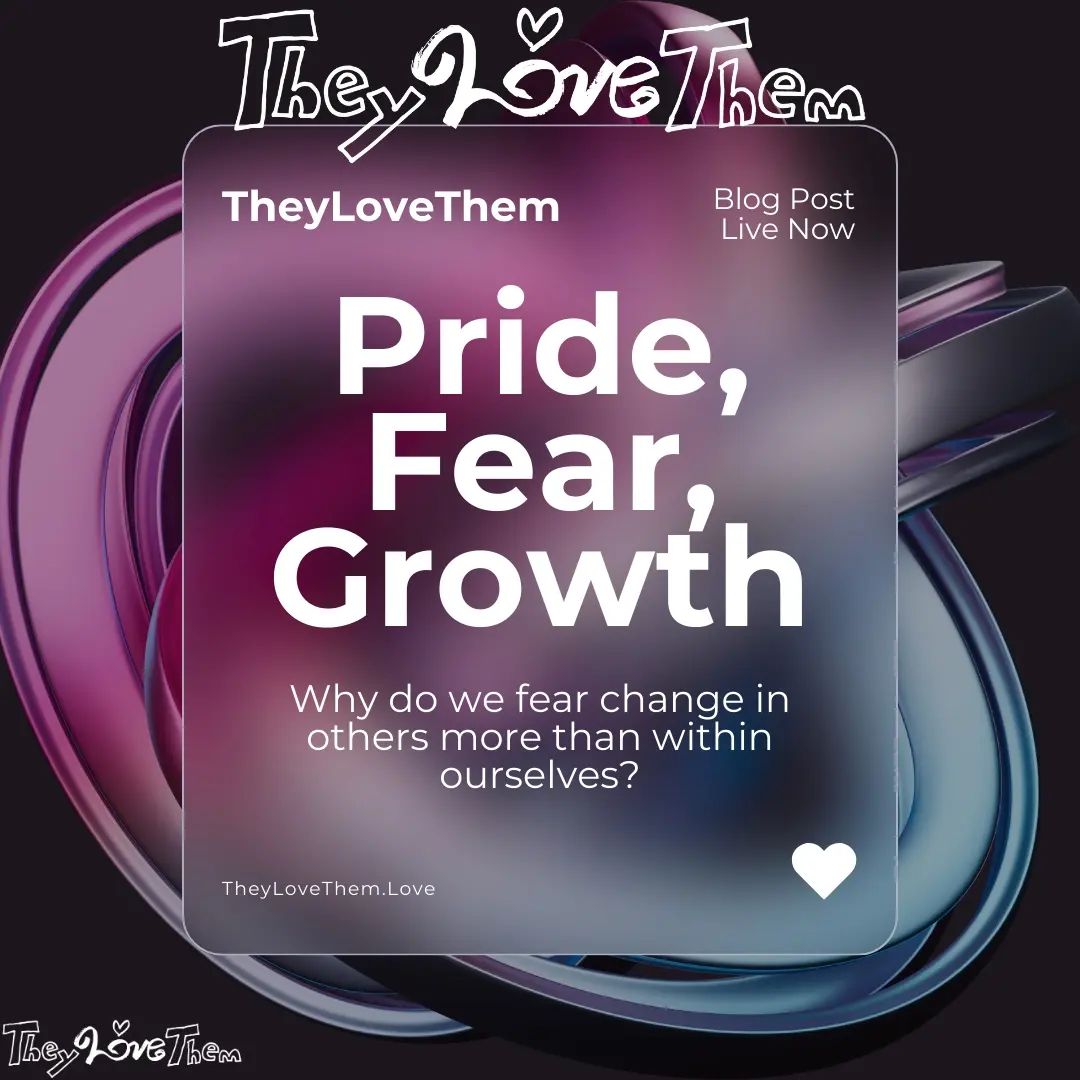 TheyLoveThem
TheyLoveThem
Blog Post
Live Now
Pride,
Fear,
Growth
Why do we fear change in
others more than within
ourselves?
TheyLoveThem.Love
TheyLoveThem